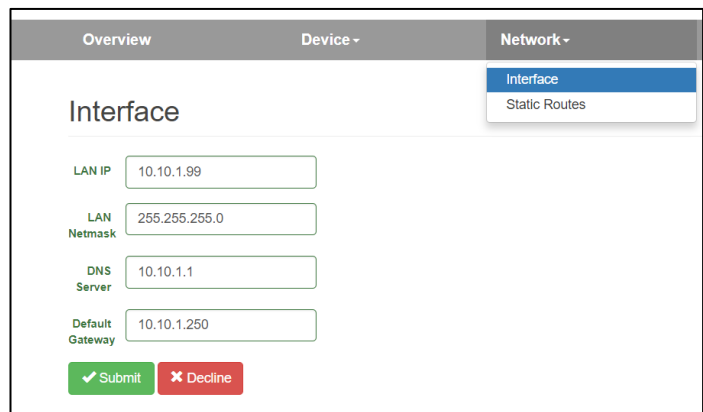 Overview
Device
Network
Interface
Static Routes
Interface
LAN IP
10.10.1.99
LAN
Netmask
255.255.255.0
DNS
Server
10.10.1.1
Default
Gateway
10.10.1.250
Submit
Decline